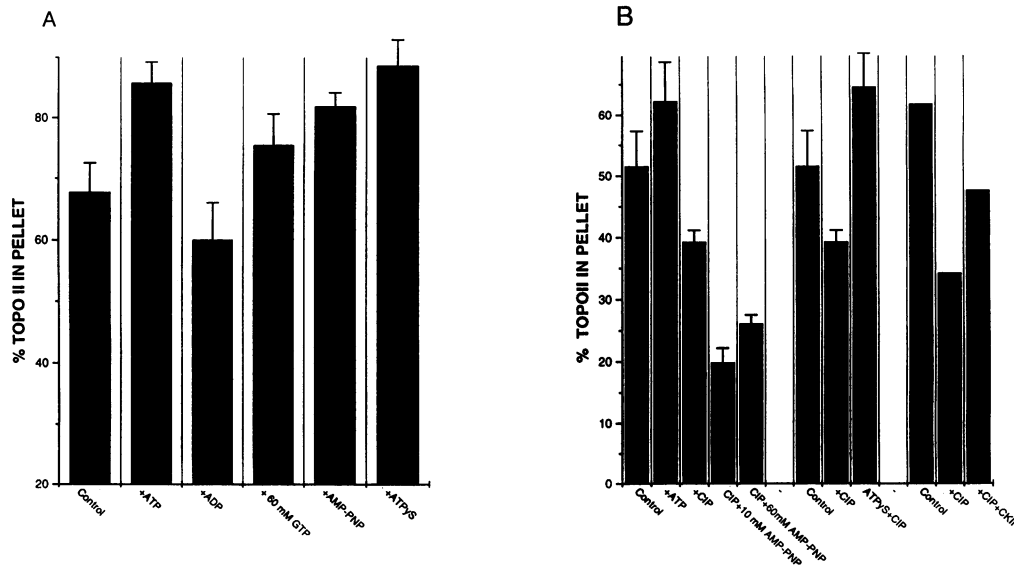 A
% TOPO II IN PELLET
80
60
40
20
Control
+ATP
+ADP
+ 60 mM GTP
+AMP-PNP
+ATPγS
B
% TOPOII IN PELLET
60
50
40
30
20
10
0
Control
+ATP
+CIP
CIP+10 mM AMP-PNP
CIP+60mM AMP-PNP
-
Control
+CIP
ATPγS+CIP
-
Control
+CIP
+CIP+CKII